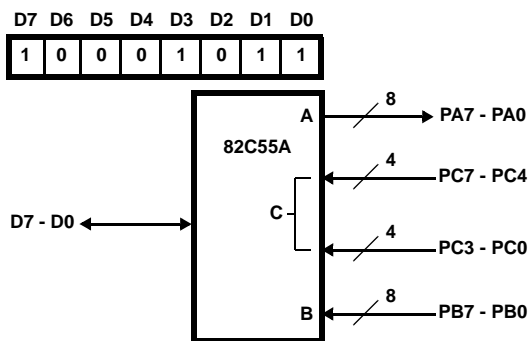 D7 D6 D5 D4 D3 D2 D1 D0
1 0 0 0 1 0 1 1
A
8
PA7 - PA0
82C55A
4
PC7 - PC4
C
D7 - D0
4
PC3 - PC0
8
B
PB7 - PB0